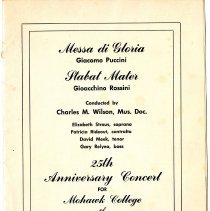 Messa di Gloria
Giacomo Puccini
Stabat Mater
Gioacchino Rossini
Conducted by
Charles M. Wilson, Mus. Doc.
Elizabeth Straus, soprano
Patricia Rideout, contralto
David Meek, tenor
Gary Relyea, bass
25th
Anniversary Concert
FOR
Mohawk College
of